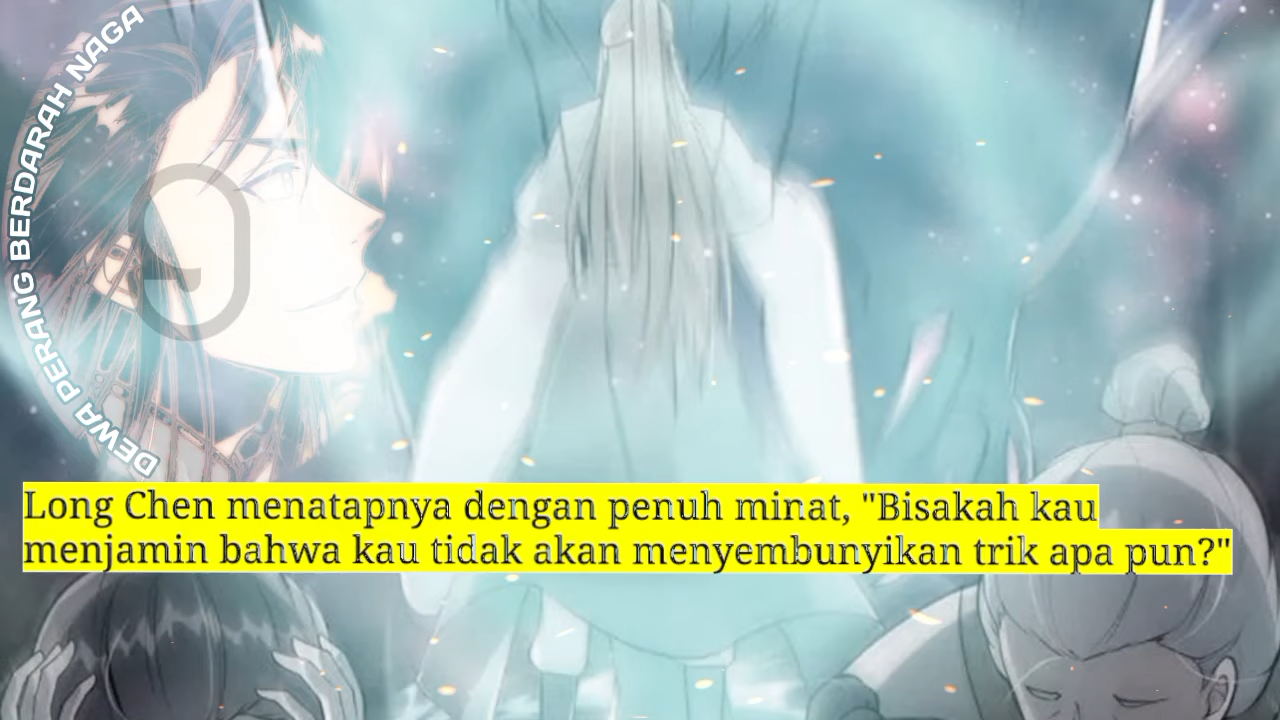 DEWA PERANG BERDARAH NAGA
Long Chen menatapnya dengan penuh minat, "Bisakah kau
menjamin bahwa kau tidak akan menyembunyikan trik apa pun?"